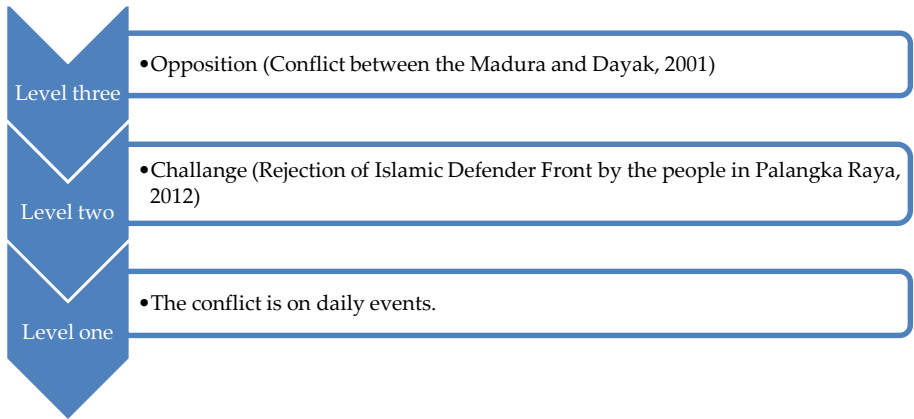 Level three
•Opposition (Conflict between the Madura and Dayak, 2001)
Level two
•Challange (Rejection of Islamic Defender Front by the people in Palangka Raya,
2012)
Level one
•The conflict is on daily events.